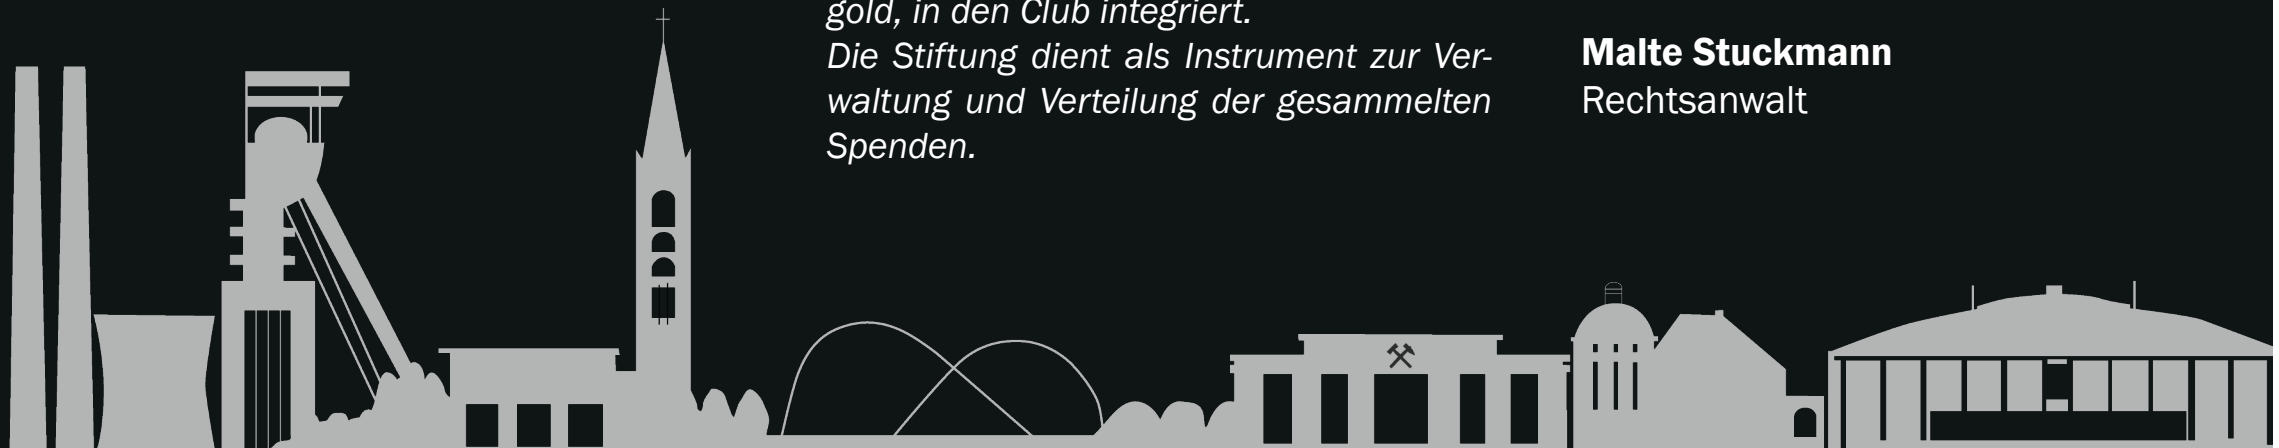 gold, in den Club integriert.
Die Stiftung dient als Instrument zur Ver-
waltung und Verteilung der gesammelten
Spenden.
Malte Stuckmann
Rechtsanwalt